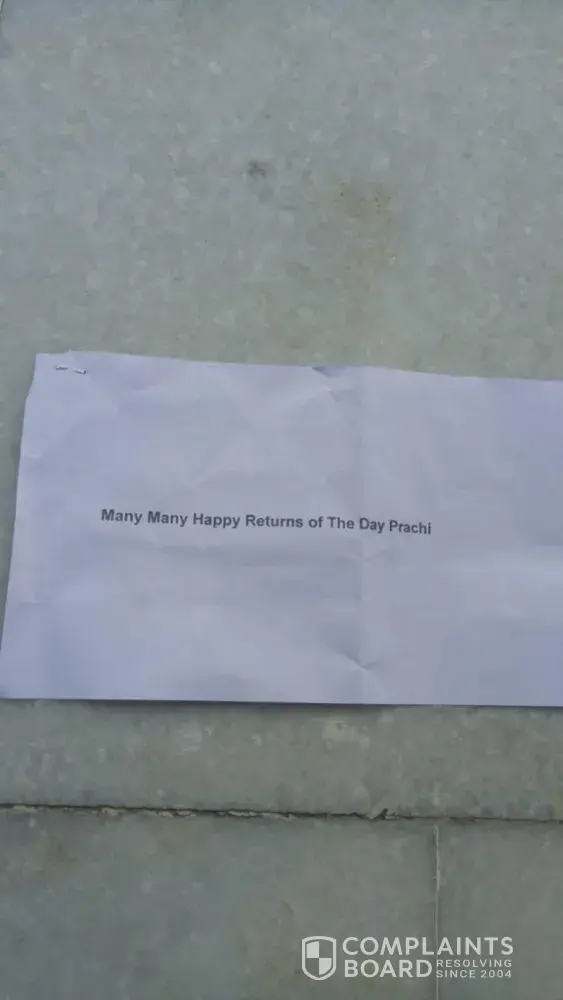 Many Many Happy Returns of The Day Prachi
COMPLAINTS
BOARD RESOLVING
SINCE 2004